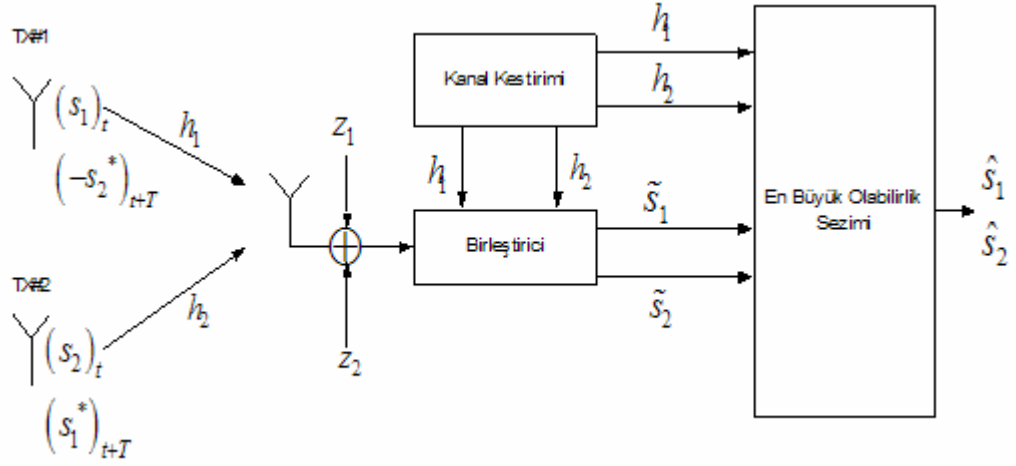 TX#1
(s₁)ₜ
(-s₂*)ₜ₊T
h₁
TX#2
(s₂)ₜ
(s₁*)ₜ₊T
h₂
z₁
z₂
Kanal Kestirimi
h₁
h₂
h₁
h₂
Birleştirici
s̃₁
s̃₂
En Büyük Olabilirlik
Sezimi
ŝ₁
ŝ₂